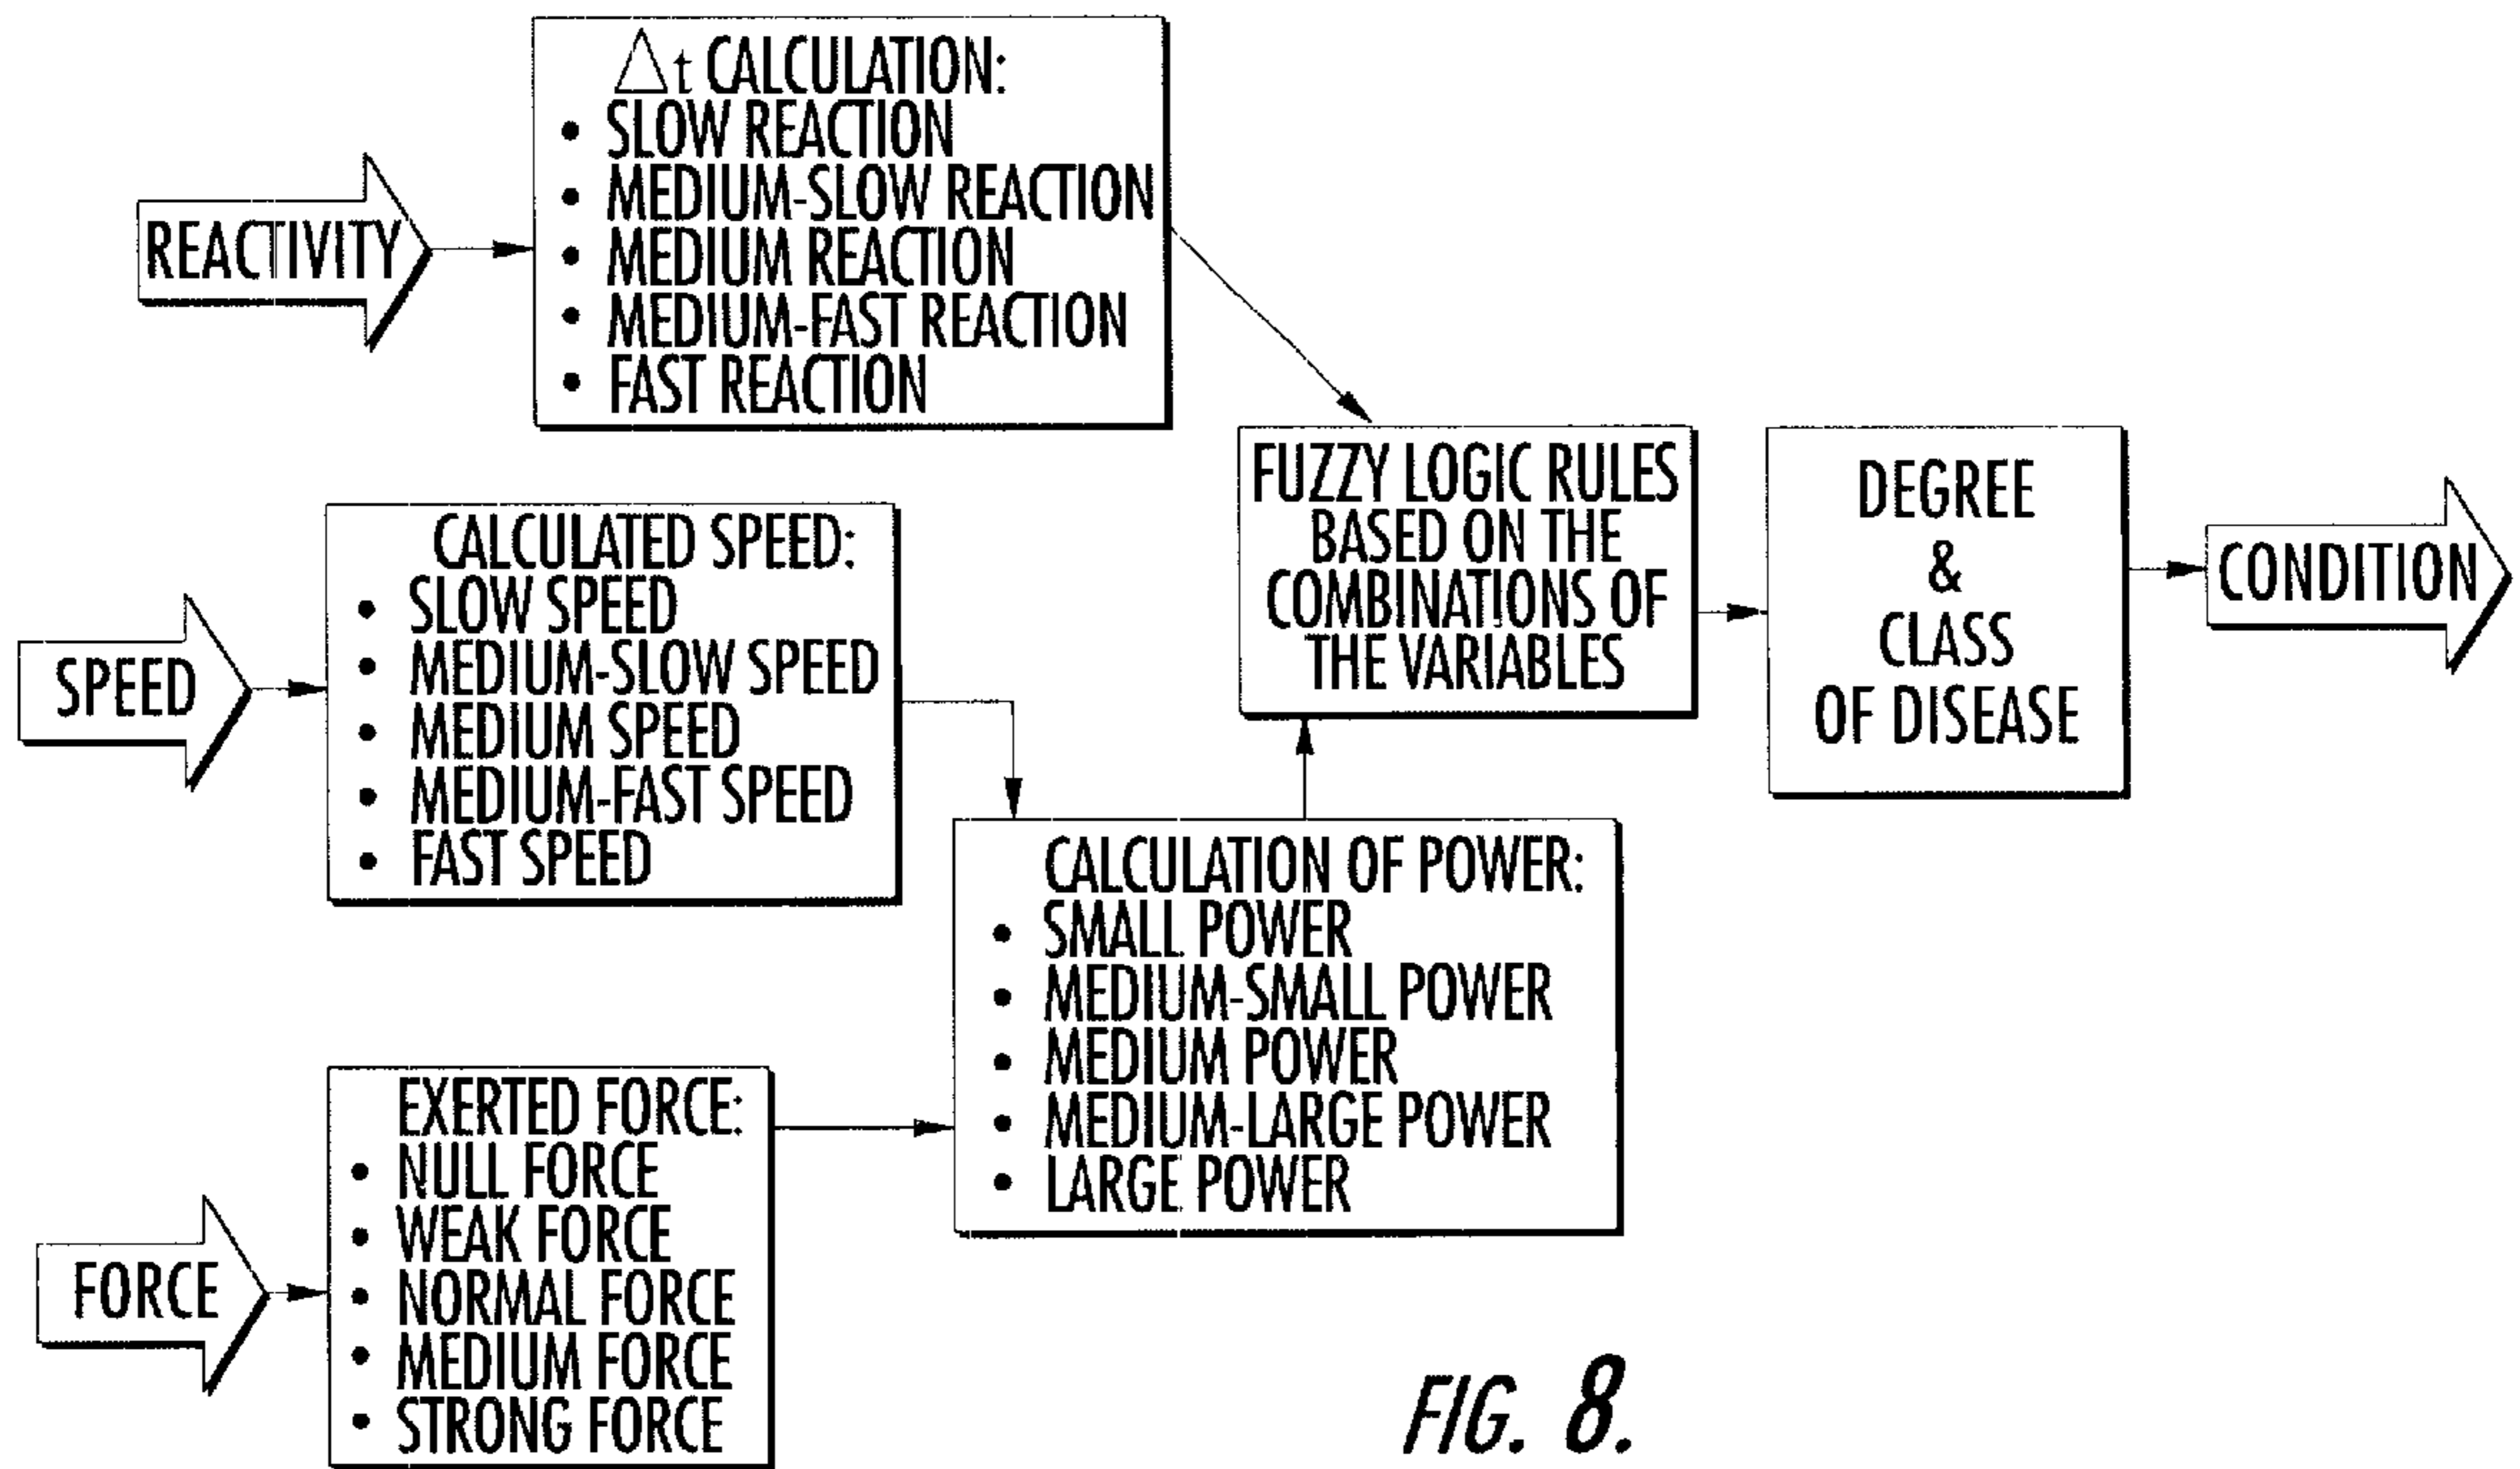 REACTIVITY
Δt CALCULATION:
• SLOW REACTION
• MEDIUM-SLOW REACTION
• MEDIUM REACTION
• MEDIUM-FAST REACTION
• FAST REACTION
SPEED
CALCULATED SPEED:
• SLOW SPEED
• MEDIUM-SLOW SPEED
• MEDIUM SPEED
• MEDIUM-FAST SPEED
• FAST SPEED
FORCE
EXERTED FORCE:
• NULL FORCE
• WEAK FORCE
• NORMAL FORCE
• MEDIUM FORCE
• STRONG FORCE
CALCULATION OF POWER:
• SMALL POWER
• MEDIUM-SMALL POWER
• MEDIUM POWER
• MEDIUM-LARGE POWER
• LARGE POWER
FUZZY LOGIC RULES
BASED ON THE
COMBINATIONS OF
THE VARIABLES
DEGREE
&
CLASS
OF DISEASE
CONDITION
FIG. 8.